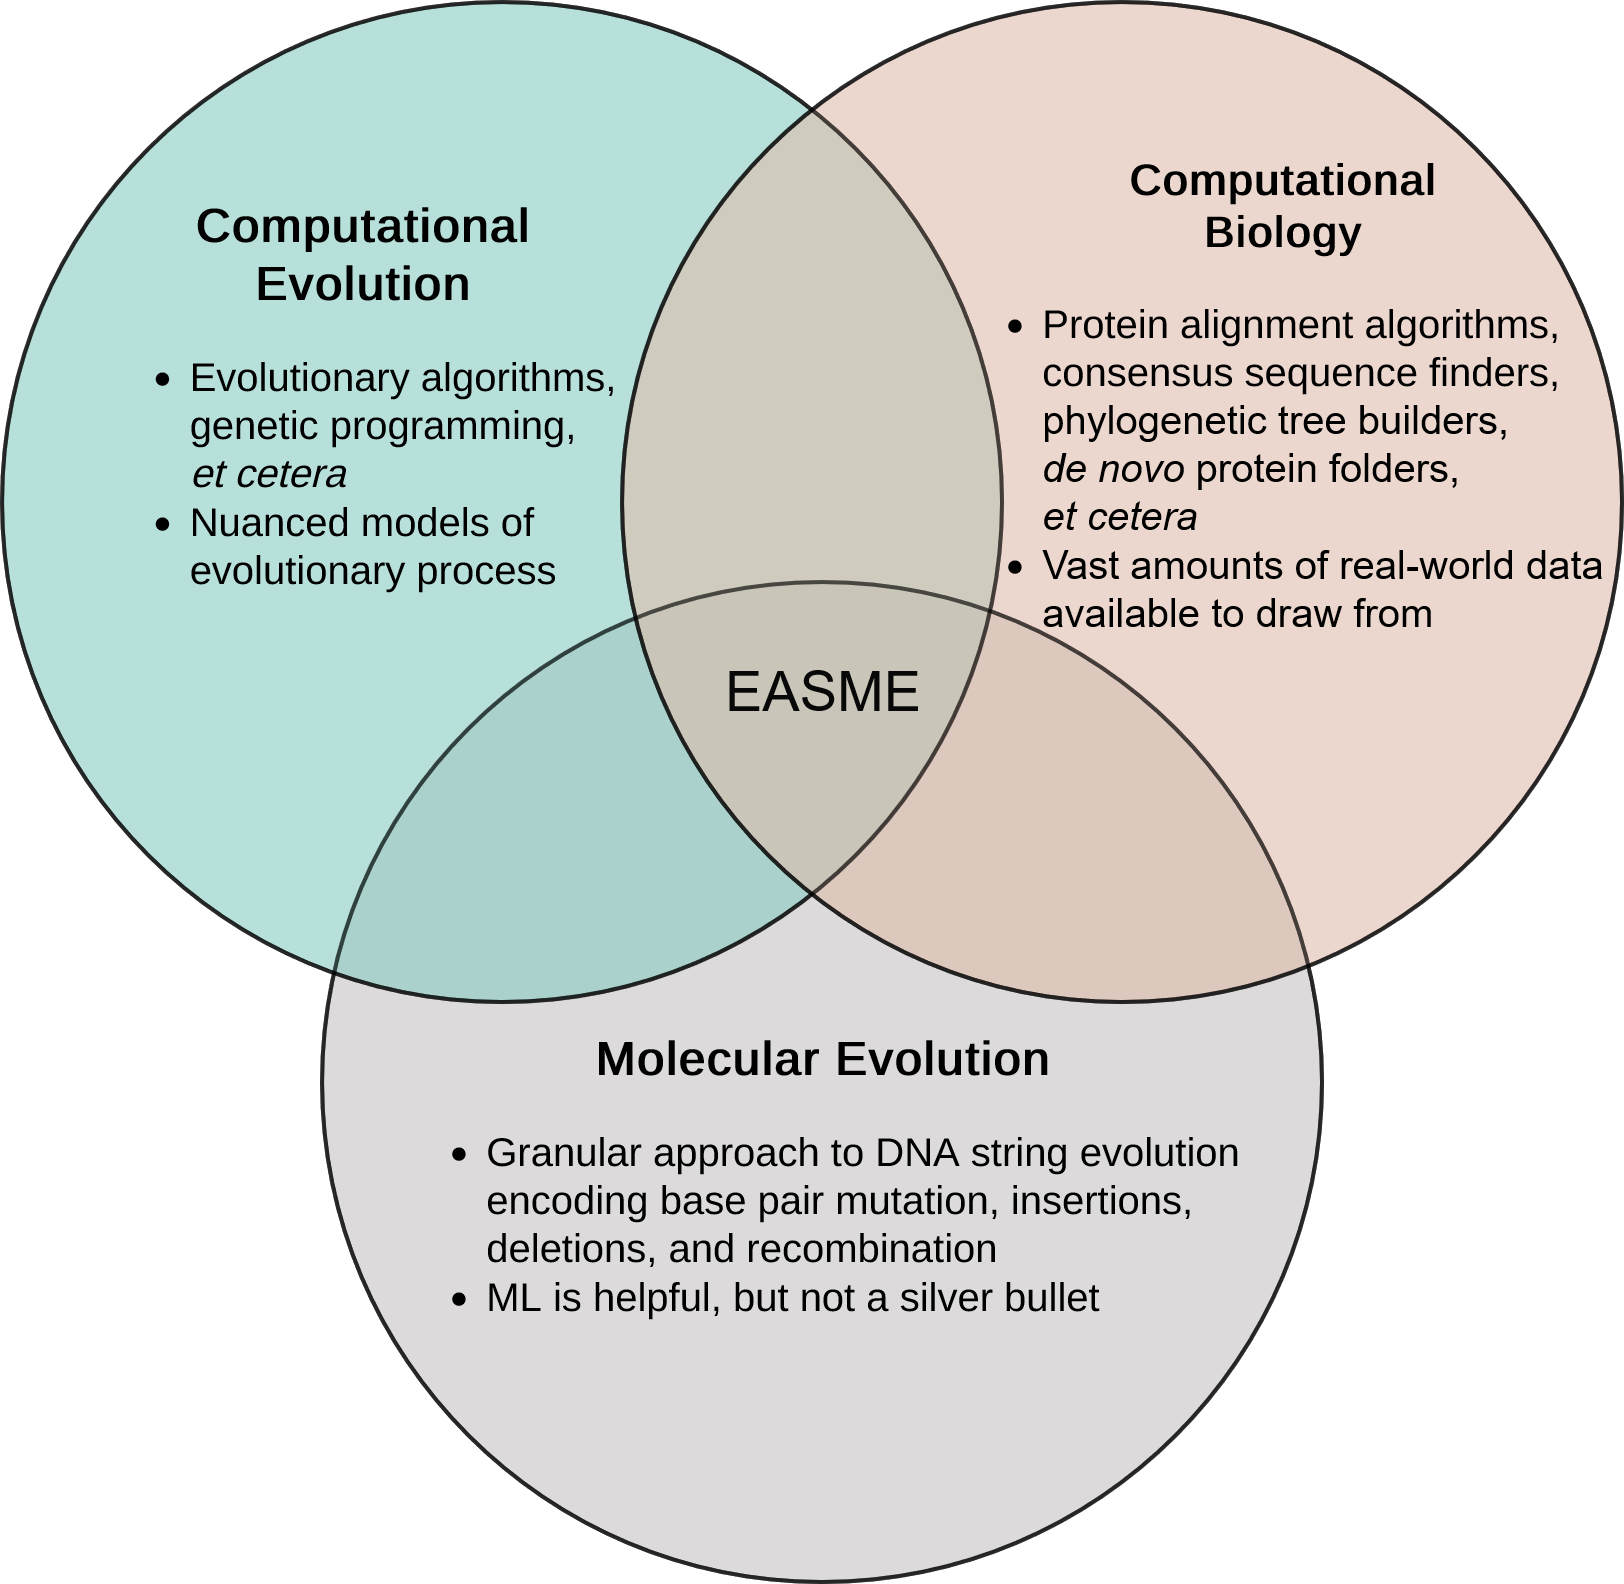 Computational
Evolution
• Evolutionary algorithms,
genetic programming,
et cetera
• Nuanced models of
evolutionary process
Computational
Biology
• Protein alignment algorithms,
consensus sequence finders,
phylogenetic tree builders,
de novo protein folders,
et cetera
• Vast amounts of real-world data
available to draw from
EASME
Molecular Evolution
• Granular approach to DNA string evolution
encoding base pair mutation, insertions,
deletions, and recombination
• ML is helpful, but not a silver bullet